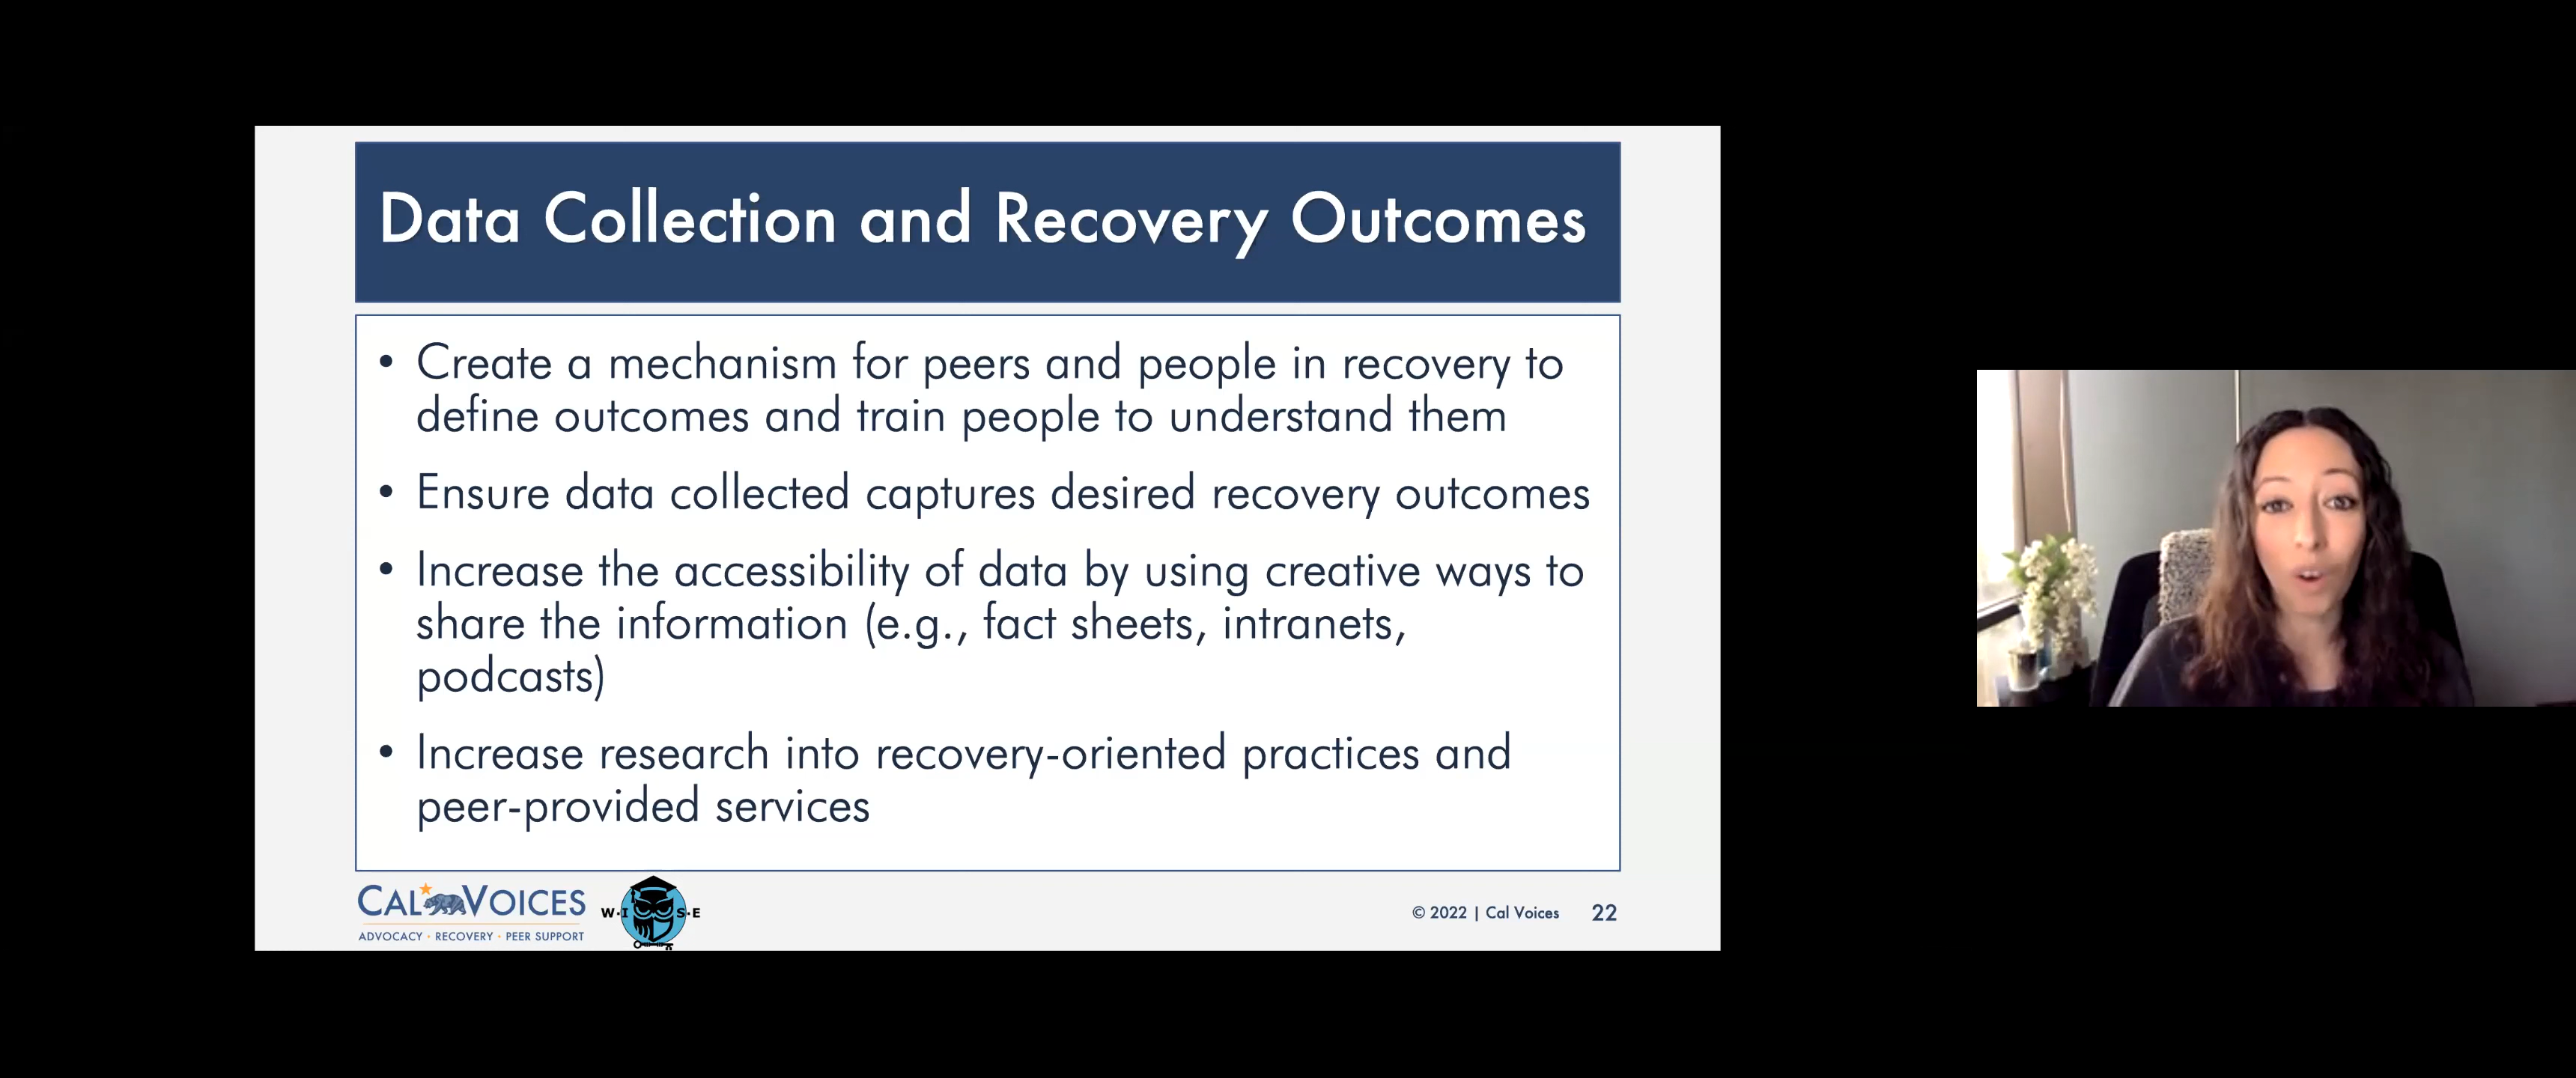 Data Collection and Recovery Outcomes
• Create a mechanism for peers and people in recovery to
define outcomes and train people to understand them
• Ensure data collected captures desired recovery outcomes
• Increase the accessibility of data by using creative ways to
share the information (e.g., fact sheets, intranets,
podcasts)
• Increase research into recovery-oriented practices and
peer-provided services
CAL VOICES
ADVOCACY · RECOVERY · PEER SUPPORT
W·I S·E
© 2022 | Cal Voices 22